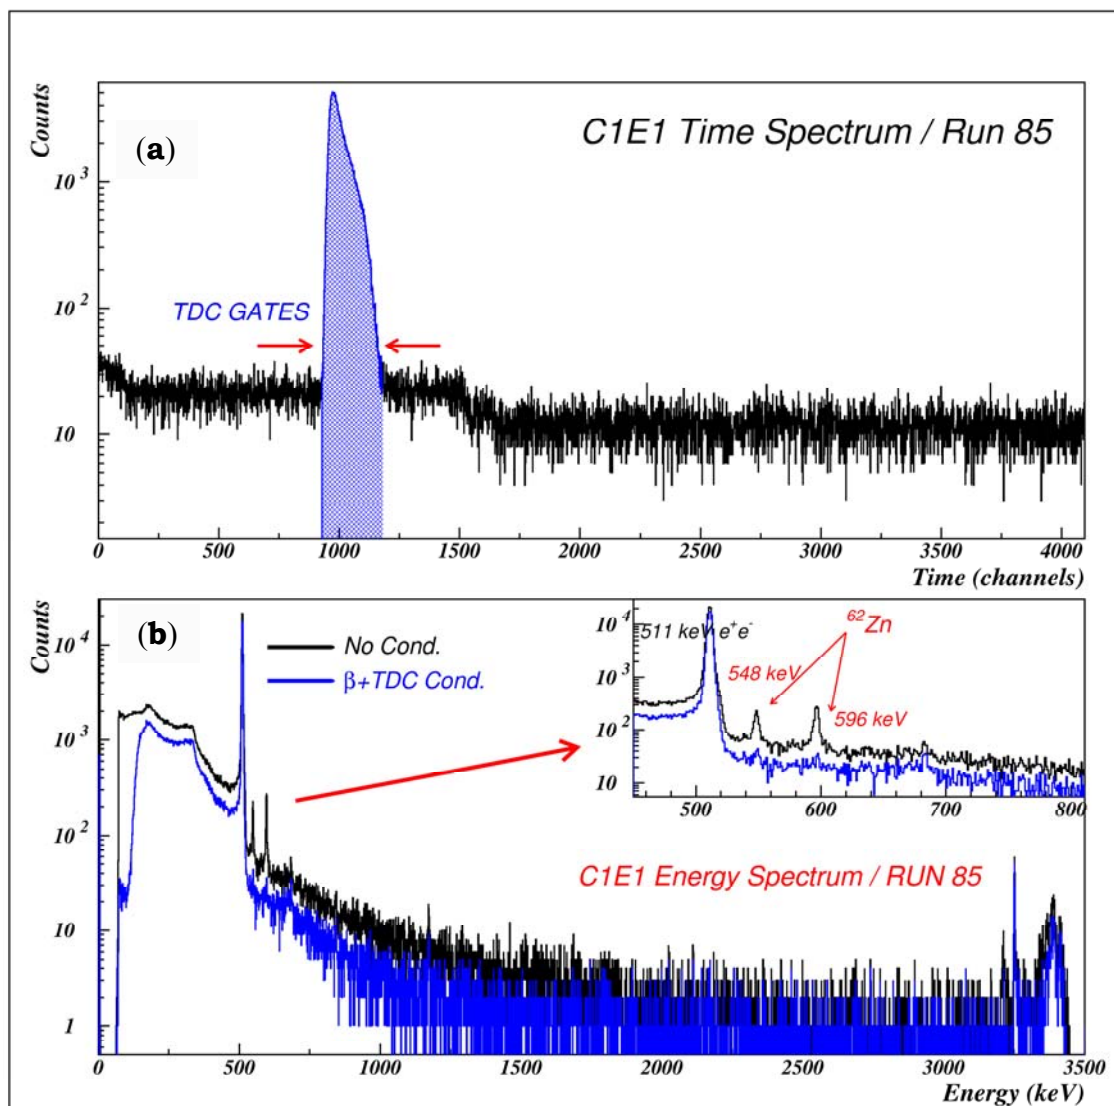 Counts
(a)
C1E1 Time Spectrum / Run 85
10³
10²
10
TDC GATES
0 500 1000 1500 2000 2500 3000 3500 4000
Time (channels)
Counts
(b)
No Cond.
β+TDC Cond.
10⁴
10³
10²
10
1
10⁴
10³
10²
10
511 keV e⁺e⁻
⁶²Zn
548 keV
596 keV
500 600 700 800
C1E1 Energy Spectrum / RUN 85
0 500 1000 1500 2000 2500 3000 3500
Energy (keV)